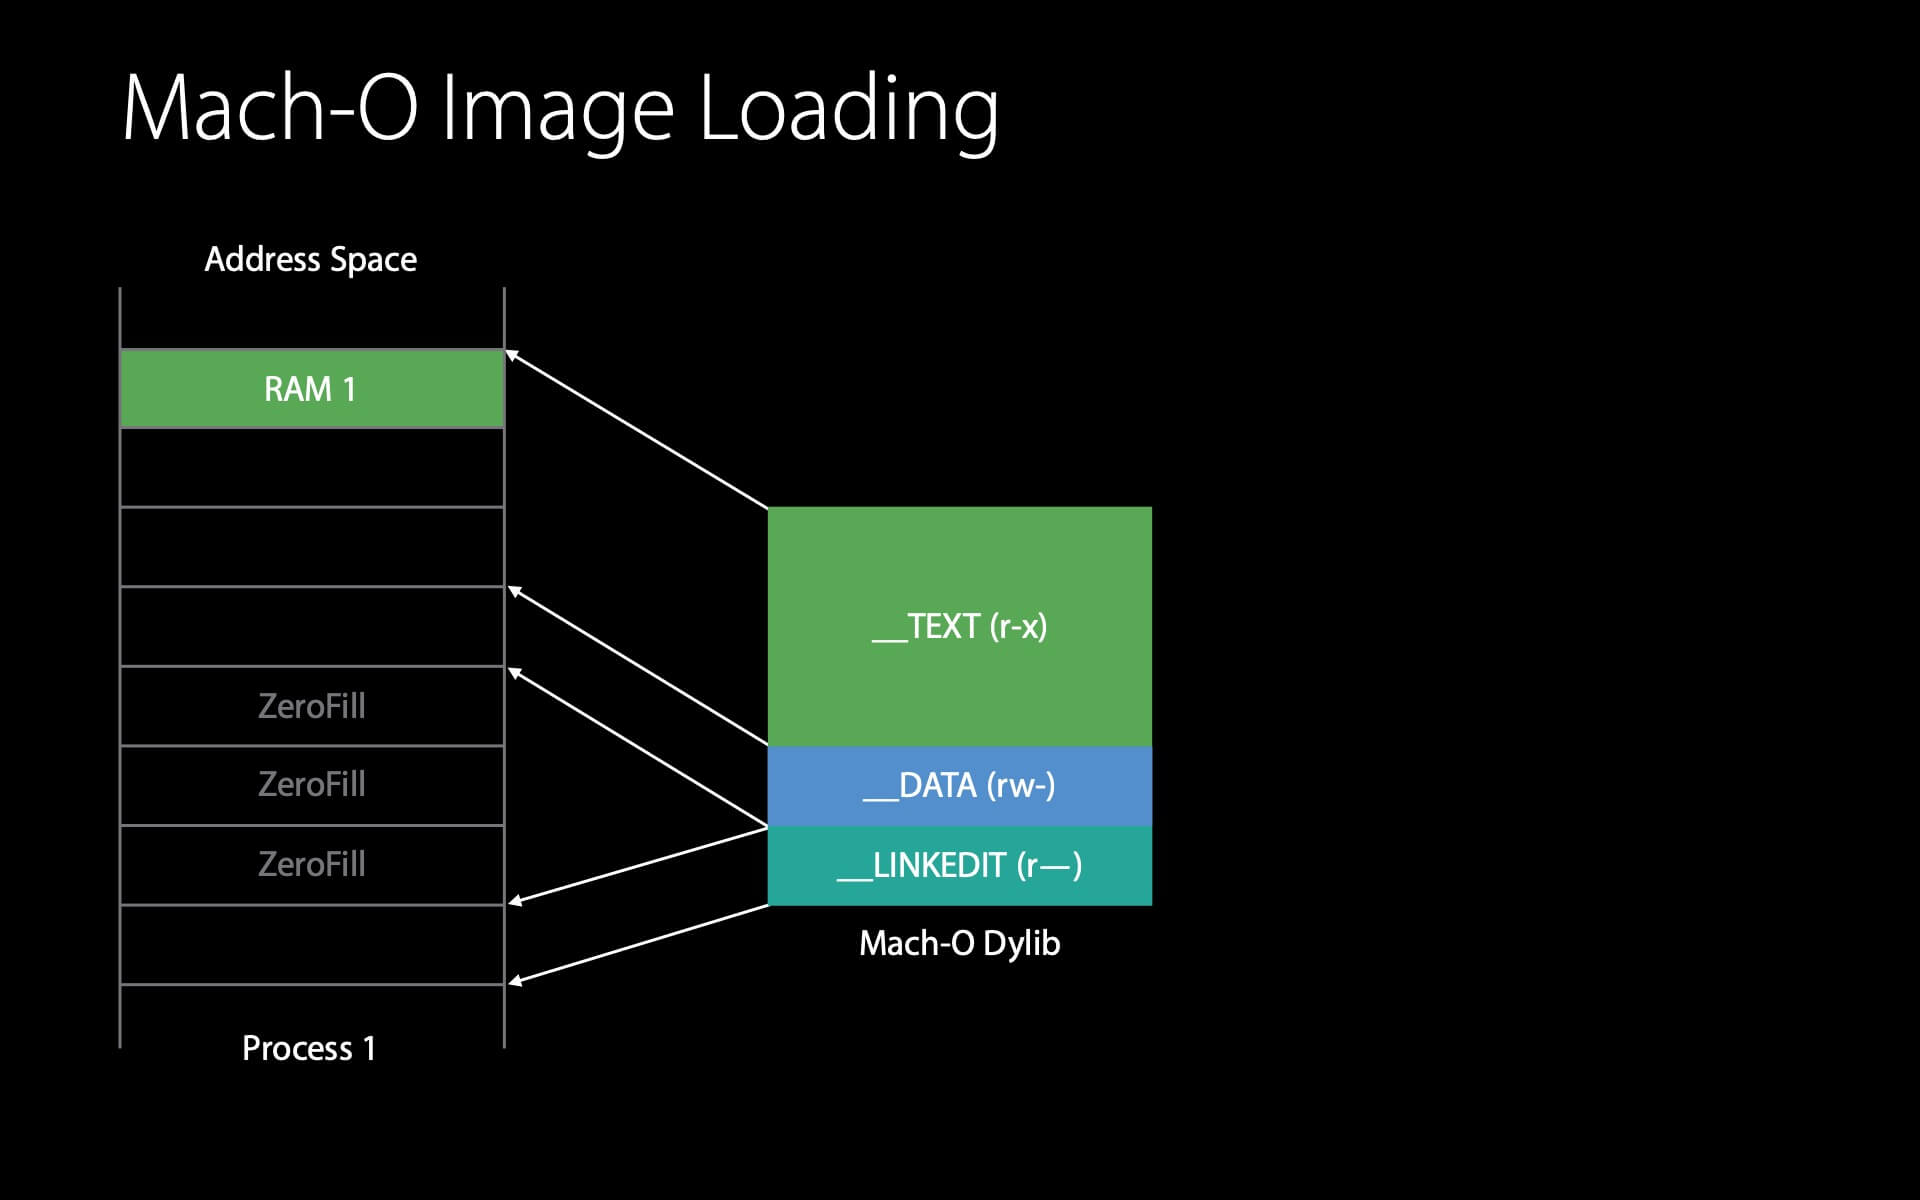 Mach-O Image Loading
Address Space
RAM 1
__TEXT (r-x)
ZeroFill
ZeroFill
__DATA (rw-)
ZeroFill
__LINKEDIT (r—)
Mach-O Dylib
Process 1